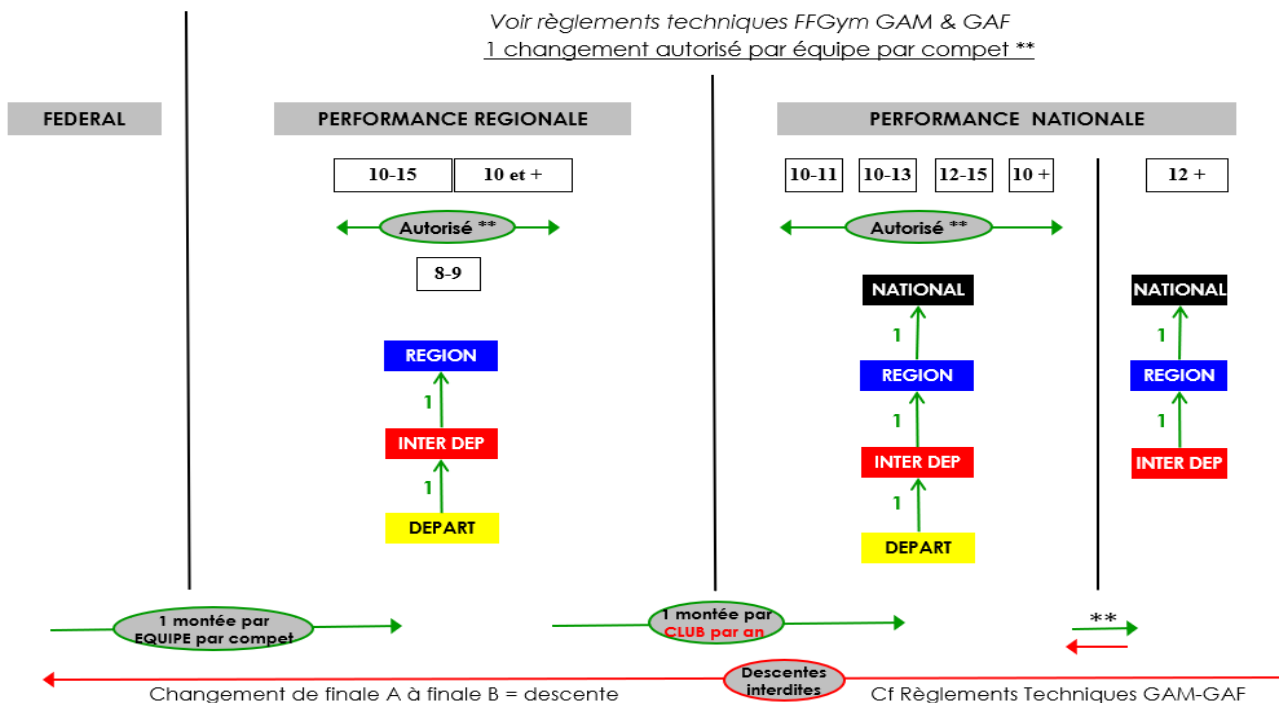 Voir règlements techniques FFGym GAM & GAF
1 changement autorisé par équipe par compet **
FEDERAL
PERFORMANCE REGIONALE
PERFORMANCE NATIONALE
10-15
10 et +
10-11
10-13
12-15
10 +
12 +
Autorisé **
Autorisé **
8-9
NATIONAL
NATIONAL
1
1
REGION
REGION
REGION
1
1
1
INTER DEP
INTER DEP
INTER DEP
1
1
DEPART
DEPART
1 montée par
EQUIPE par compet
1 montée par
CLUB par an
**
Descentes
interdites
Changement de finale A à finale B = descente
Cf Règlements Techniques GAM-GAF